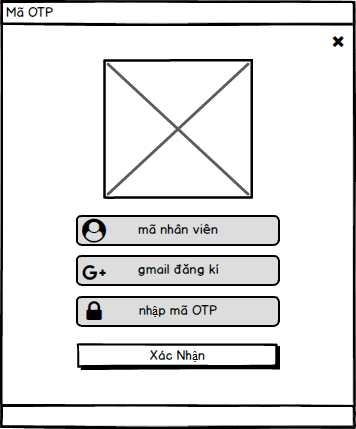 Mã OTP
mã nhân viên
gmail đăng kí
nhập mã OTP
Xác Nhận